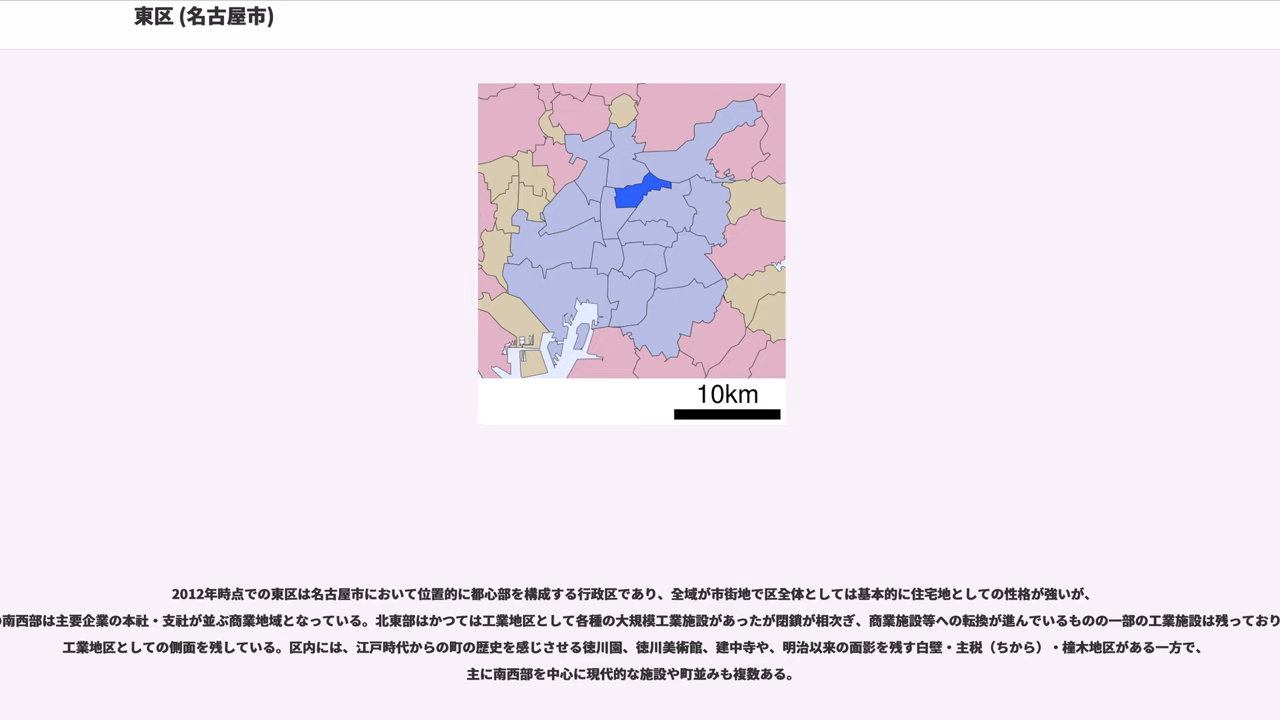 東区 (名古屋市)
10km
2012年時点での東区は名古屋市において位置的に都心部を構成する行政区であり、全域が市街地で区全体としては基本的に住宅地としての性格が強いが、
南西部は主要企業の本社・支社が並ぶ商業地域となっている。北東部はかつては工業地区として各種の大規模工業施設があったが閉鎖が相次ぎ、商業施設等への転換が進んでいるものの一部の工業施設は残っており
工業地区としての側面を残している。区内には、江戸時代からの町の歴史を感じさせる徳川園、徳川美術館、建中寺や、明治以来の面影を残す白壁・主税（ちから）・橦木地区がある一方で、
主に南西部を中心に現代的な施設や町並みも複数ある。